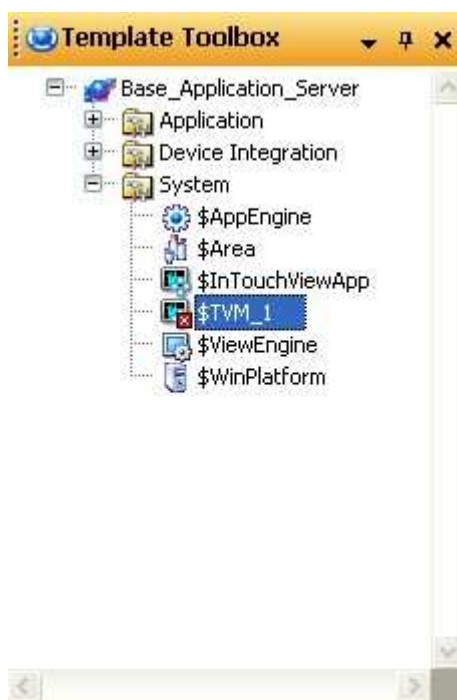 Template Toolbox
Base_Application_Server
Application
Device Integration
System
$AppEngine
$Area
$InTouchViewApp
$TVM_1
$ViewEngine
$WinPlatform